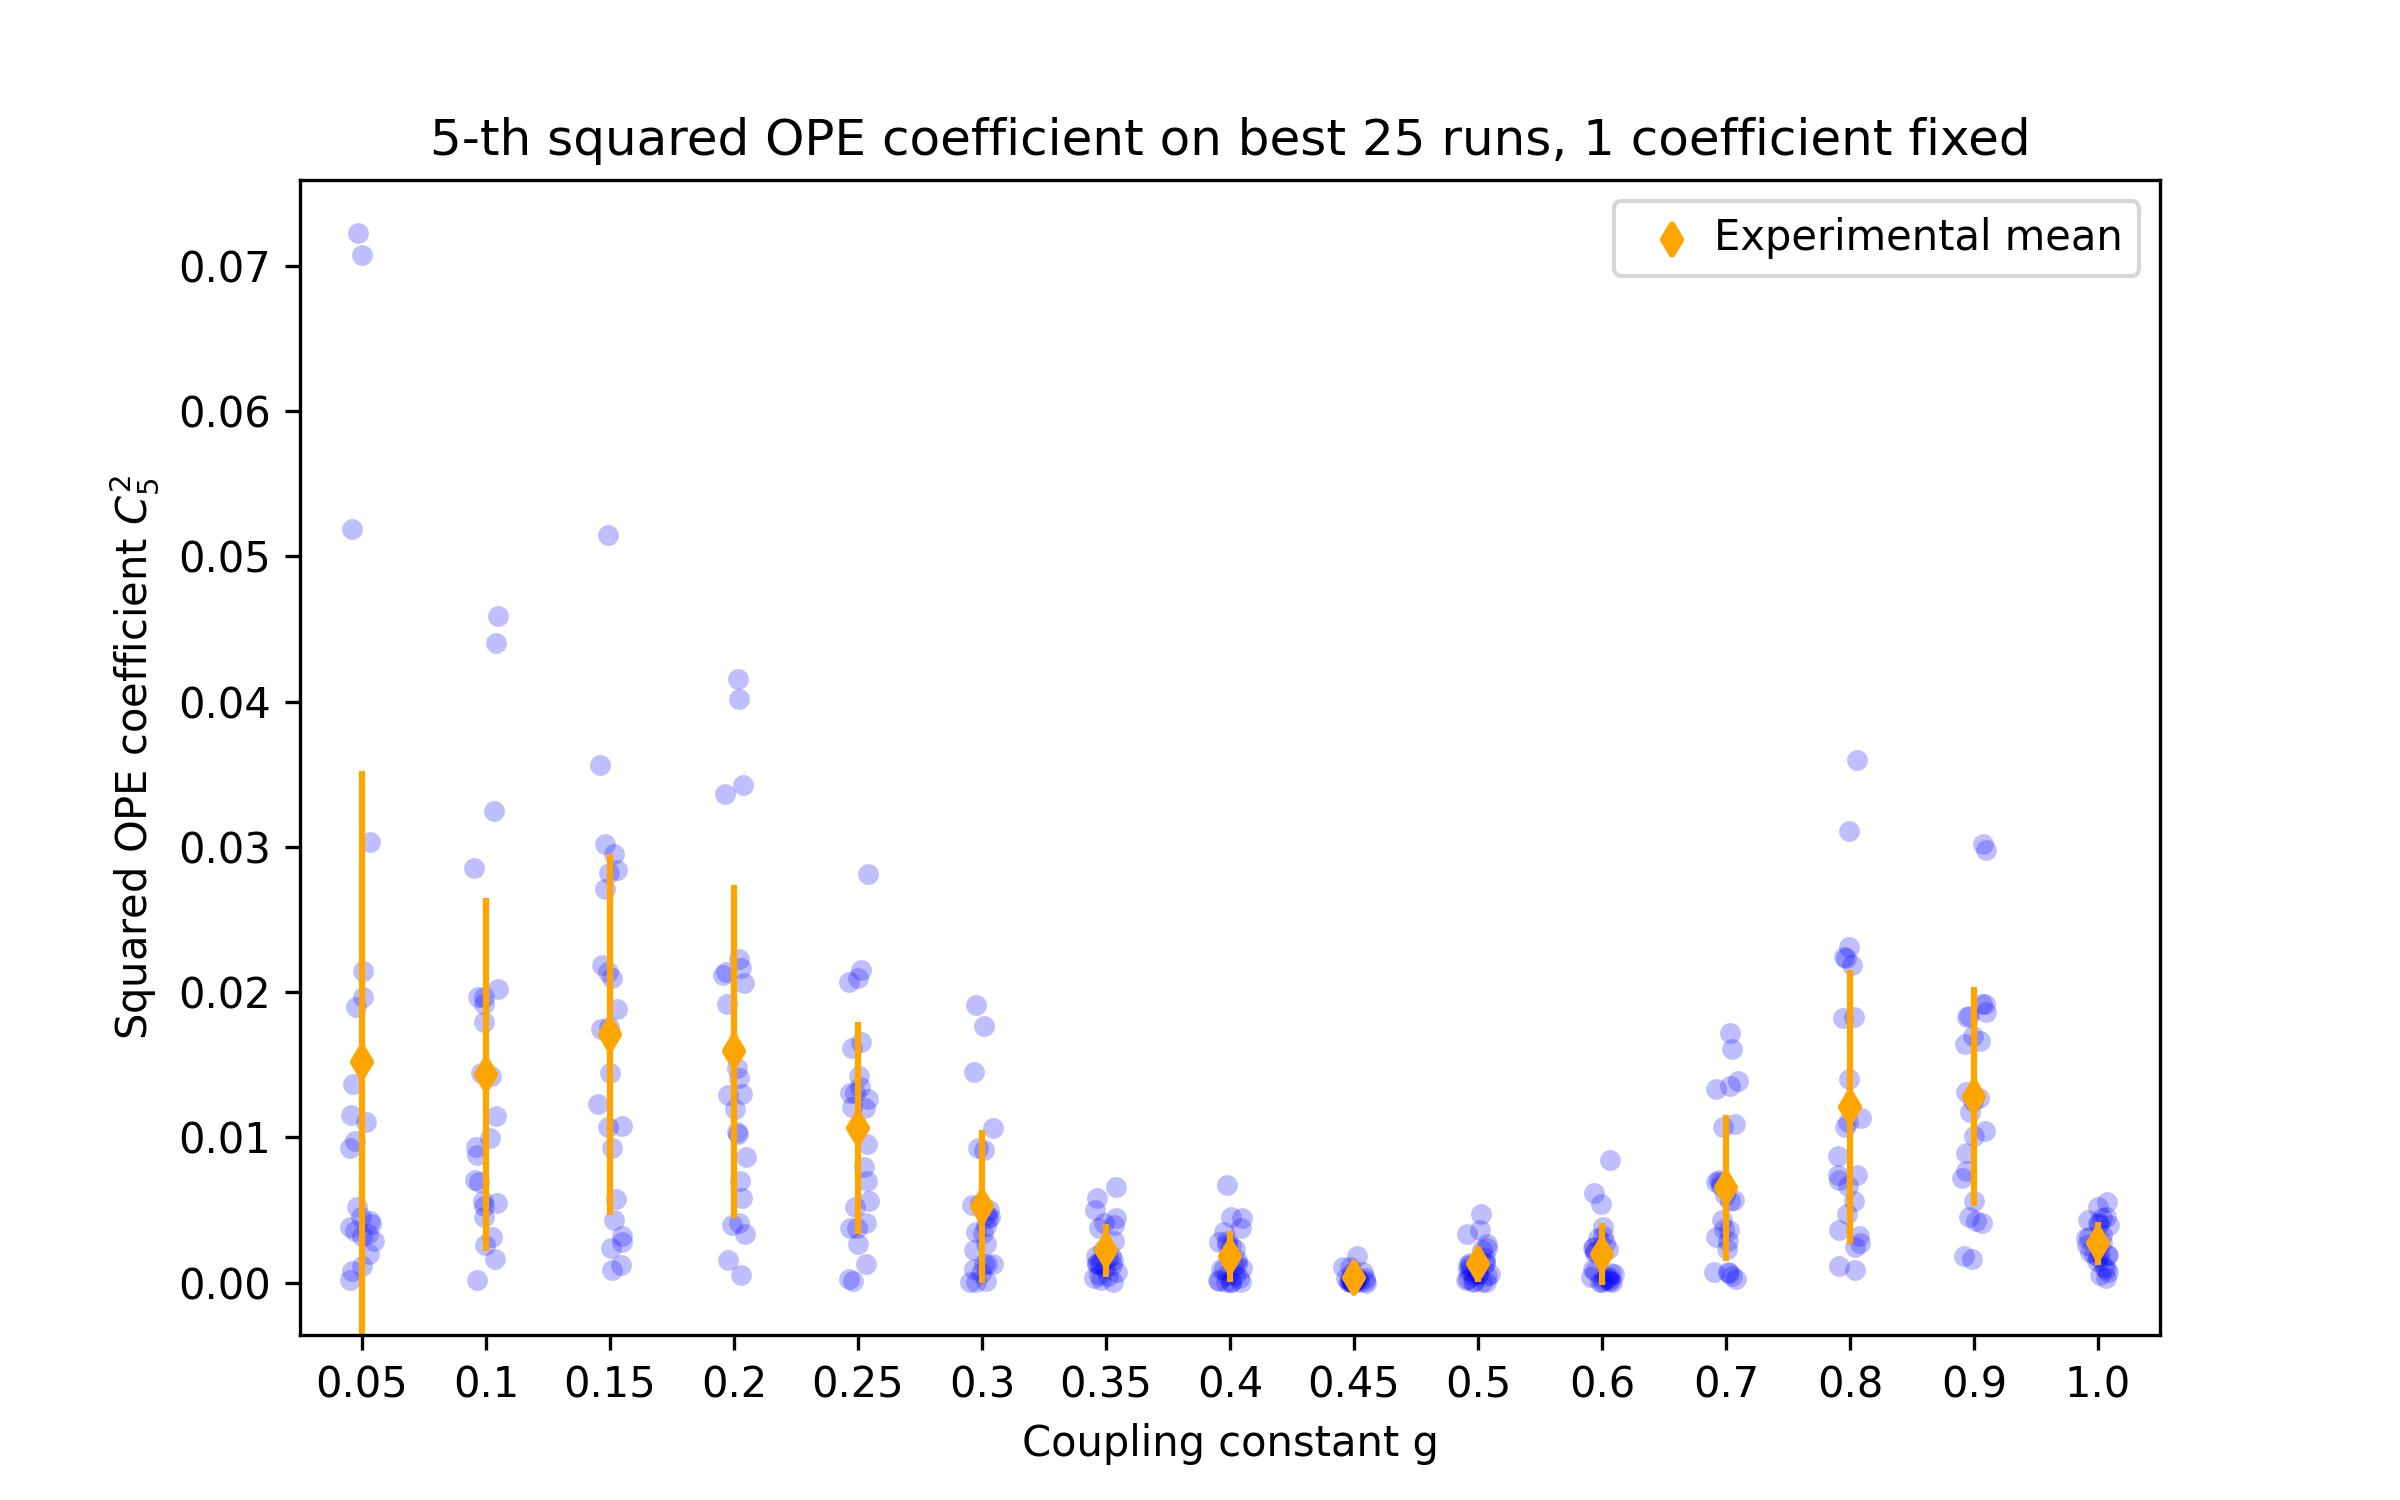 5-th squared OPE coefficient on best 25 runs, 1 coefficient fixed
Experimental mean
Squared OPE coefficient $C_5^2$
0.07
0.06
0.05
0.04
0.03
0.02
0.01
0.00
0.05 0.1 0.15 0.2 0.25 0.3 0.35 0.4 0.45 0.5 0.6 0.7 0.8 0.9 1.0
Coupling constant g